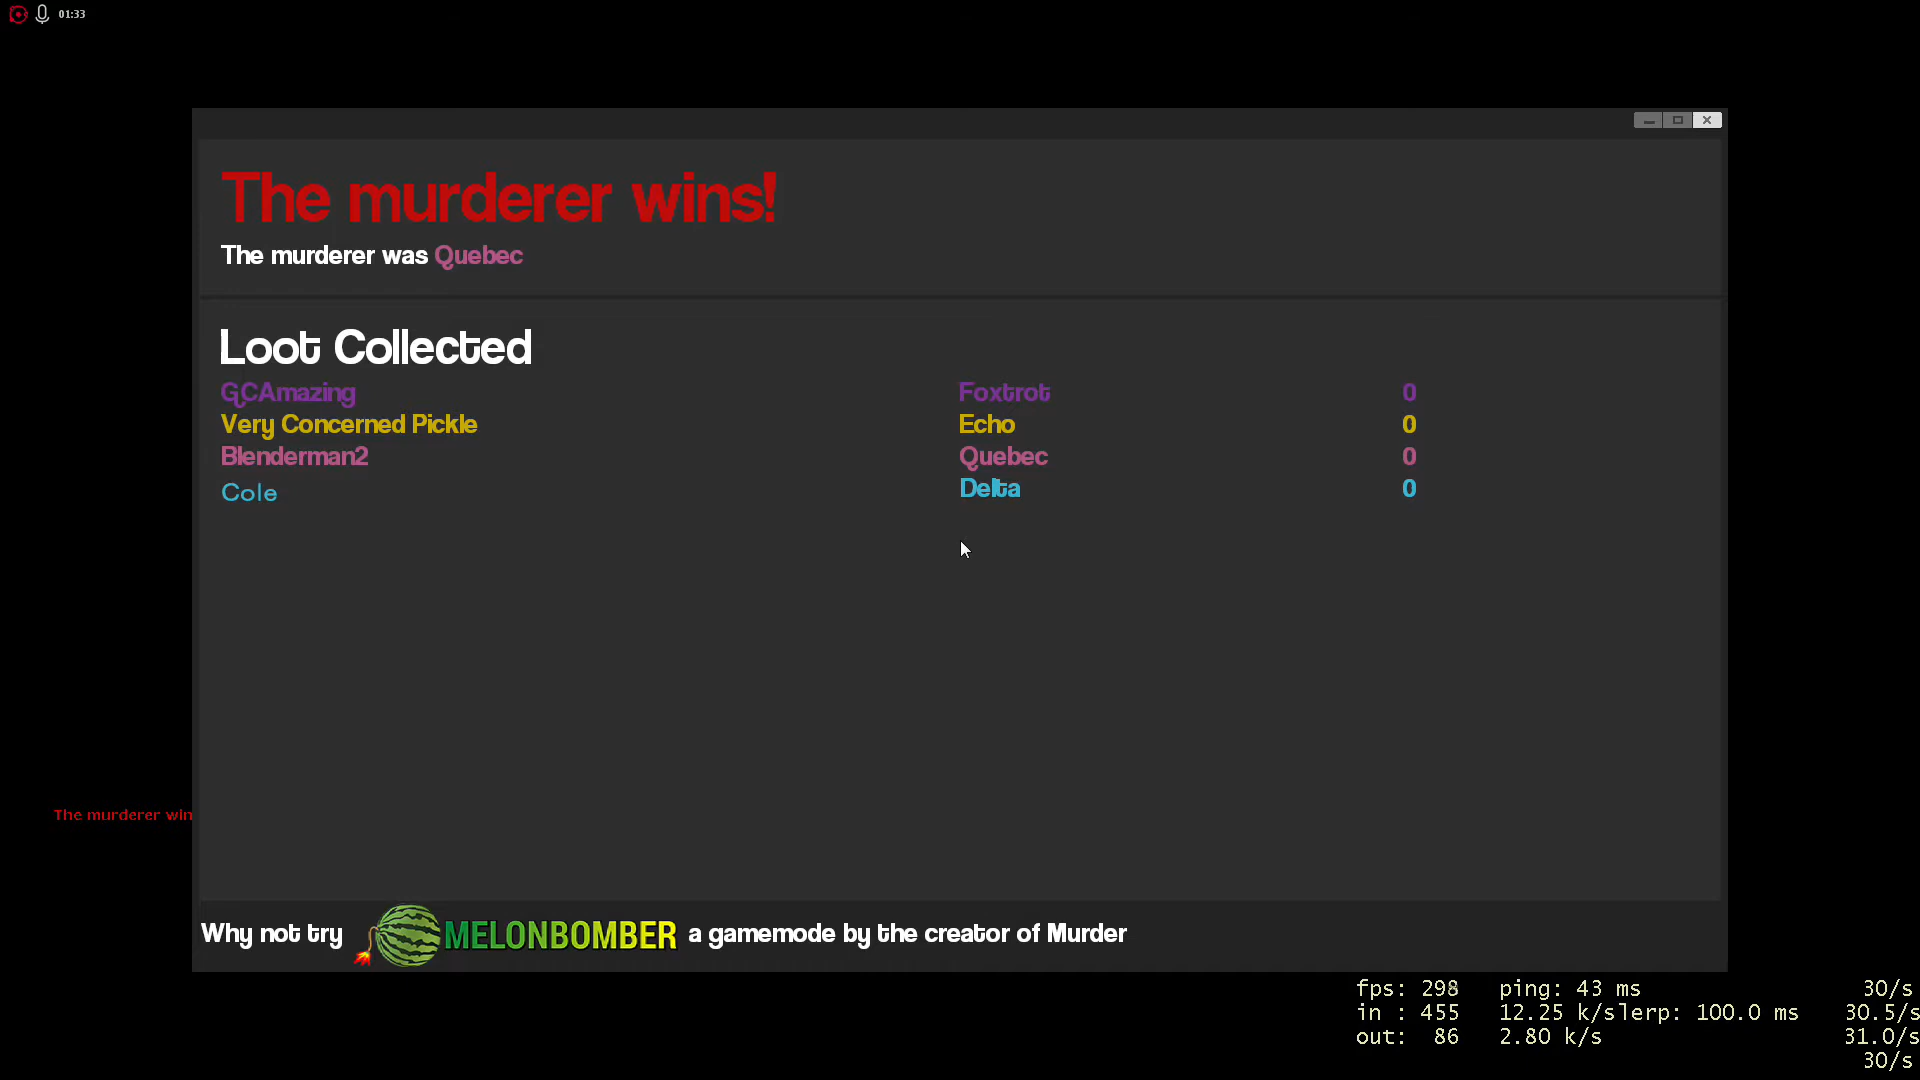 01:33
The murderer wins!
The murderer was Quebec
Loot Collected
GCAmazing Foxtrot 0
Very Concerned Pickle Echo 0
Blenderman2 Quebec 0
Cole Delta 0
The murderer win
Why not try MELONBOMBER a gamemode by the creator of Murder
fps: 298 ping: 43 ms 30/s
in : 455 12.25 k/slerp: 100.0 ms 30.5/s
out: 86 2.80 k/s 31.0/s
30/s